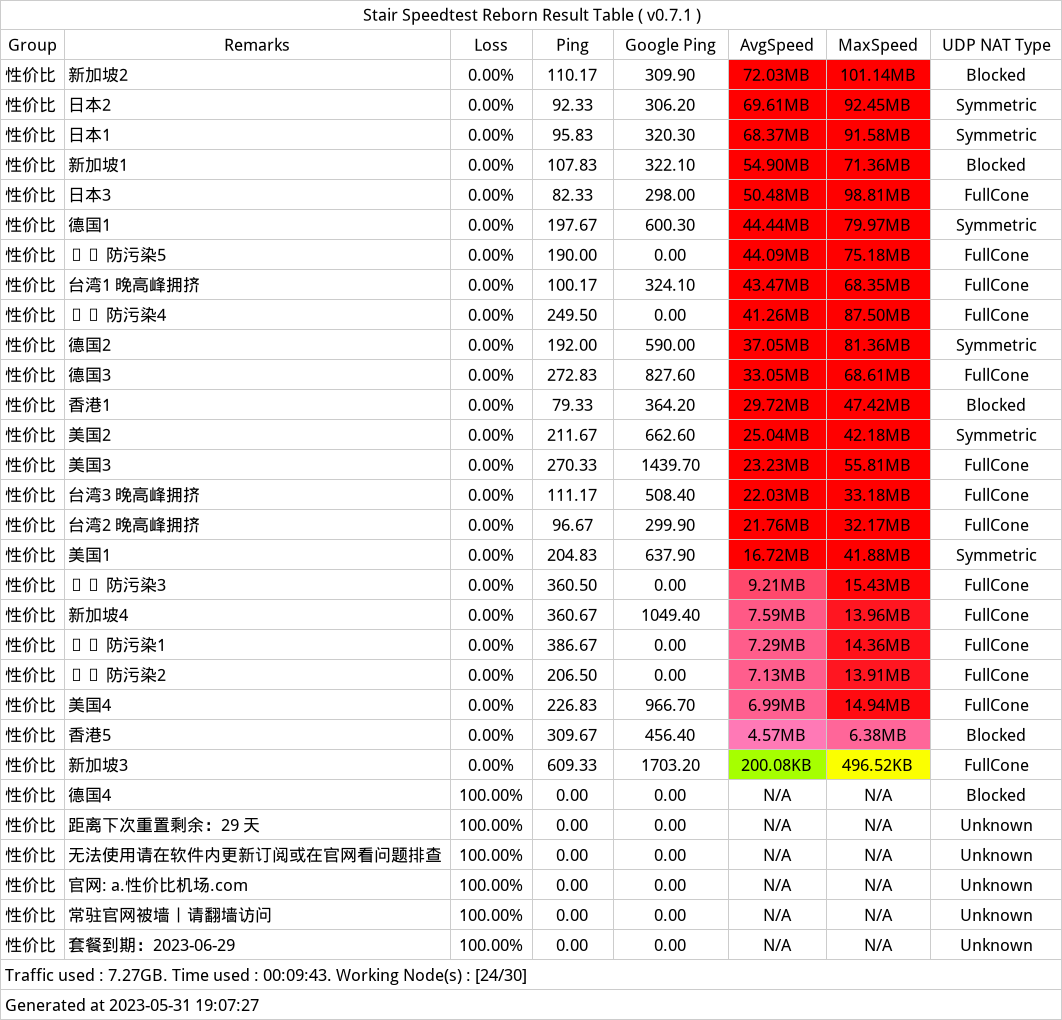 Stair Speedtest Reborn Result Table ( v0.7.1 )
Group Remarks Loss Ping Google Ping AvgSpeed MaxSpeed UDP NAT Type
性价比 新加坡2 0.00% 110.17 309.90 72.03MB 101.14MB Blocked
性价比 日本2 0.00% 92.33 306.20 69.61MB 92.45MB Symmetric
性价比 日本1 0.00% 95.83 320.30 68.37MB 91.58MB Symmetric
性价比 新加坡1 0.00% 107.83 322.10 54.90MB 71.36MB Blocked
性价比 日本3 0.00% 82.33 298.00 50.48MB 98.81MB FullCone
性价比 德国1 0.00% 197.67 600.30 44.44MB 79.97MB Symmetric
性价比 防污染5 0.00% 190.00 0.00 44.09MB 75.18MB FullCone
性价比 台湾1 晚高峰拥挤 0.00% 100.17 324.10 43.47MB 68.35MB FullCone
性价比 防污染4 0.00% 249.50 0.00 41.26MB 87.50MB FullCone
性价比 德国2 0.00% 192.00 590.00 37.05MB 81.36MB Symmetric
性价比 德国3 0.00% 272.83 827.60 33.05MB 68.61MB FullCone
性价比 香港1 0.00% 79.33 364.20 29.72MB 47.42MB Blocked
性价比 美国2 0.00% 211.67 662.60 25.04MB 42.18MB Symmetric
性价比 美国3 0.00% 270.33 1439.70 23.23MB 55.81MB FullCone
性价比 台湾3 晚高峰拥挤 0.00% 111.17 508.40 22.03MB 33.18MB FullCone
性价比 台湾2 晚高峰拥挤 0.00% 96.67 299.90 21.76MB 32.17MB FullCone
性价比 美国1 0.00% 204.83 637.90 16.72MB 41.88MB Symmetric
性价比 防污染3 0.00% 360.50 0.00 9.21MB 15.43MB FullCone
性价比 新加坡4 0.00% 360.67 1049.40 7.59MB 13.96MB FullCone
性价比 防污染1 0.00% 386.67 0.00 7.29MB 14.36MB FullCone
性价比 防污染2 0.00% 206.50 0.00 7.13MB 13.91MB FullCone
性价比 美国4 0.00% 226.83 966.70 6.99MB 14.94MB FullCone
性价比 香港5 0.00% 309.67 456.40 4.57MB 6.38MB Blocked
性价比 新加坡3 0.00% 609.33 1703.20 200.08KB 496.52KB FullCone
性价比 德国4 100.00% 0.00 0.00 N/A N/A Blocked
性价比 距离下次重置剩余：29 天 100.00% 0.00 0.00 N/A N/A Unknown
性价比 无法使用请在软件内更新订阅或在官网看问题排查 100.00% 0.00 0.00 N/A N/A Unknown
性价比 官网: a.性价比机场.com 100.00% 0.00 0.00 N/A N/A Unknown
性价比 常驻官网被墙丨请翻墙访问 100.00% 0.00 0.00 N/A N/A Unknown
性价比 套餐到期：2023-06-29 100.00% 0.00 0.00 N/A N/A Unknown
Traffic used : 7.27GB. Time used : 00:09:43. Working Node(s) : [24/30]
Generated at 2023-05-31 19:07:27